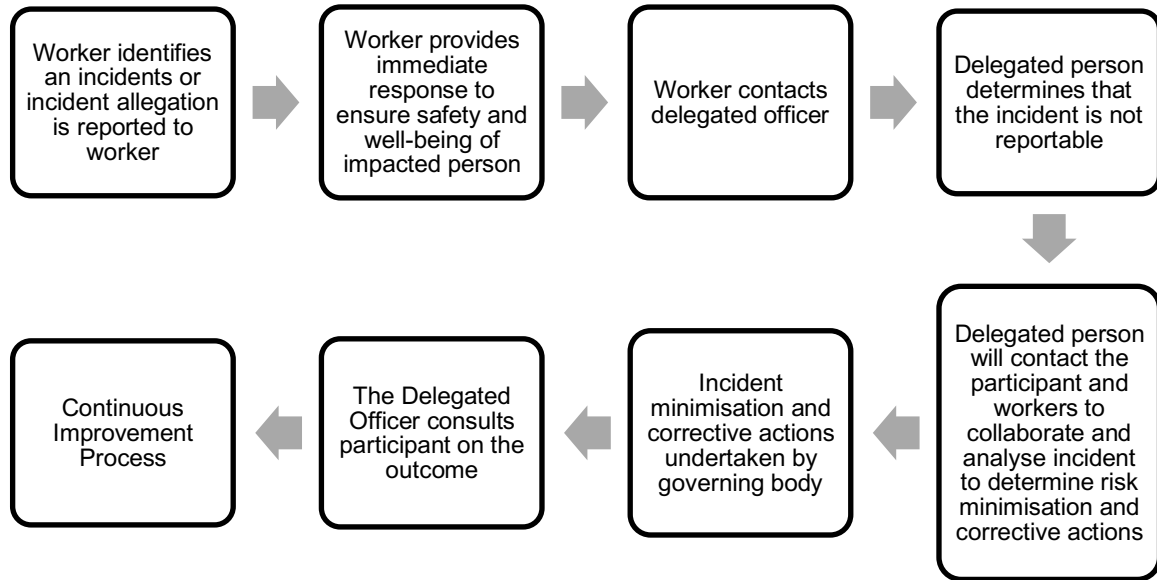 Worker identifies
an incidents or
incident allegation
is reported to
worker
Worker provides
immediate
response to
ensure safety and
well-being of
impacted person
Worker contacts
delegated officer
Delegated person
determines that
the incident is not
reportable
Delegated person
will contact the
participant and
workers to
collaborate and
analyse incident
to determine risk
minimisation and
corrective actions
Incident
minimisation and
corrective actions
undertaken by
governing body
The Delegated
Officer consults
participant on the
outcome
Continuous
Improvement
Process